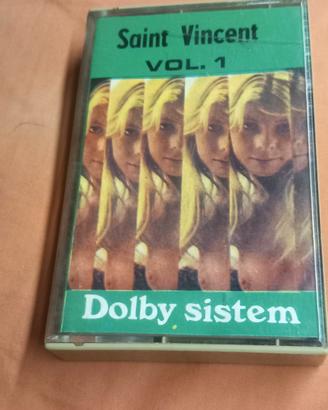 Saint Vincent
VOL. 1
Dolby sistem